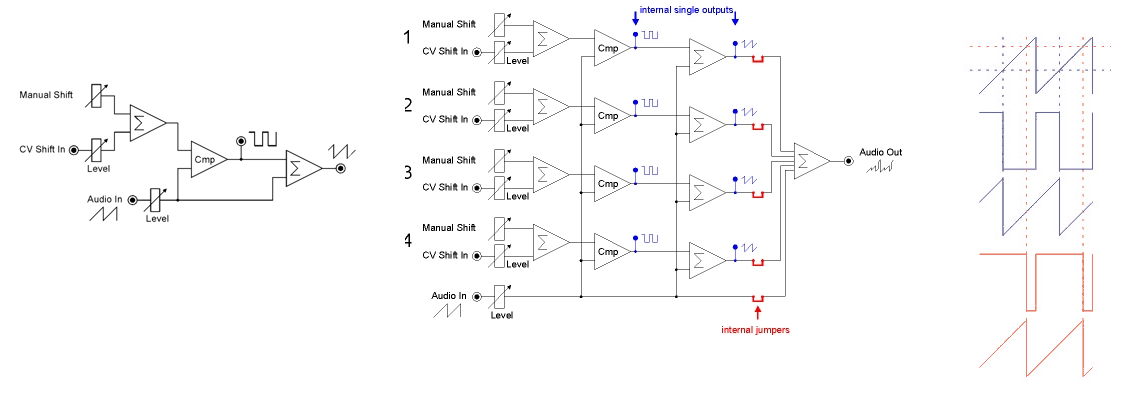 Manual Shift
Σ
CV Shift In
Level
Cmp
Σ
Audio In
Level
internal single outputs
1
Manual Shift
CV Shift In
Level
Σ
Cmp
Σ
2
Manual Shift
CV Shift In
Level
Σ
Cmp
Σ
3
Manual Shift
CV Shift In
Level
Σ
Cmp
Σ
4
Manual Shift
CV Shift In
Level
Σ
Cmp
Σ
Σ
Audio Out
Audio In
Level
internal jumpers